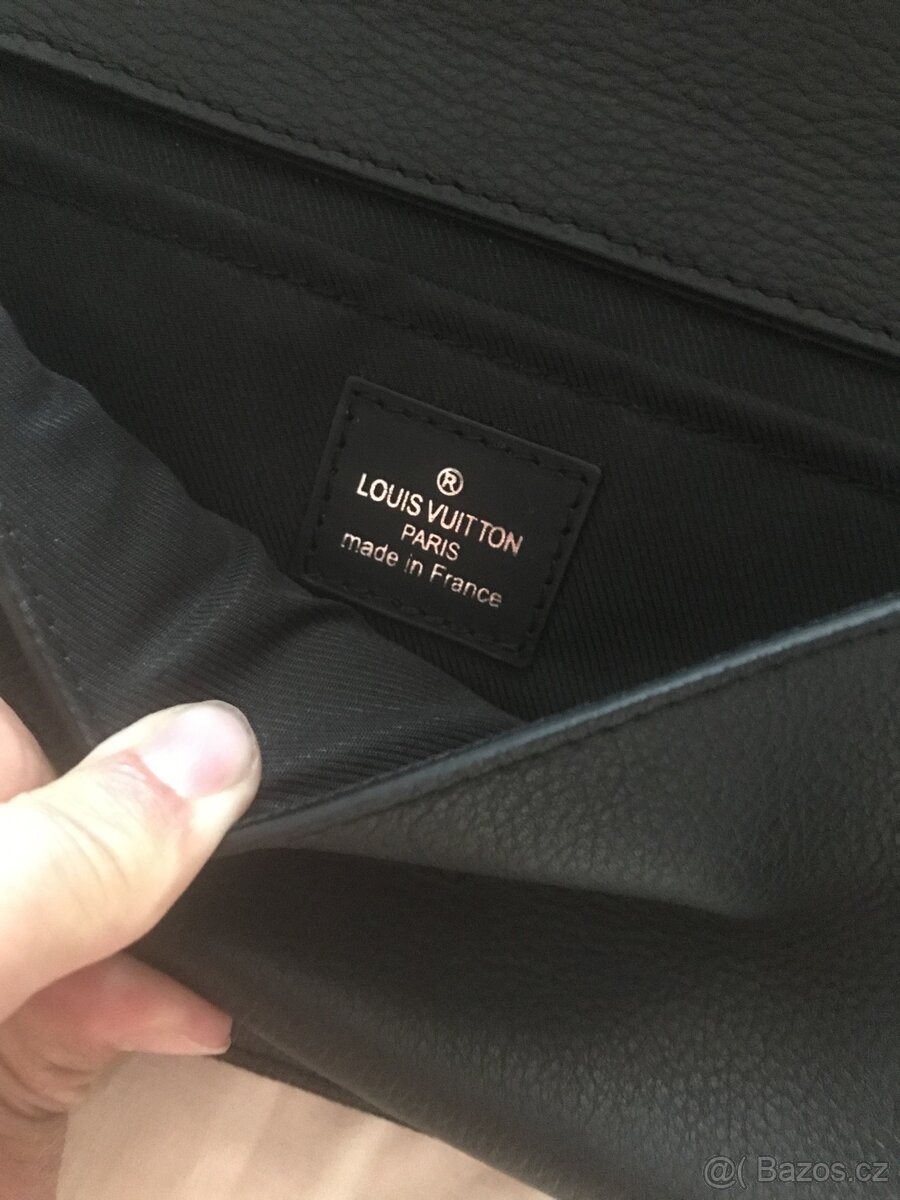 ®
LOUIS VUITTON
PARIS
made in France
@( Bazos.cz